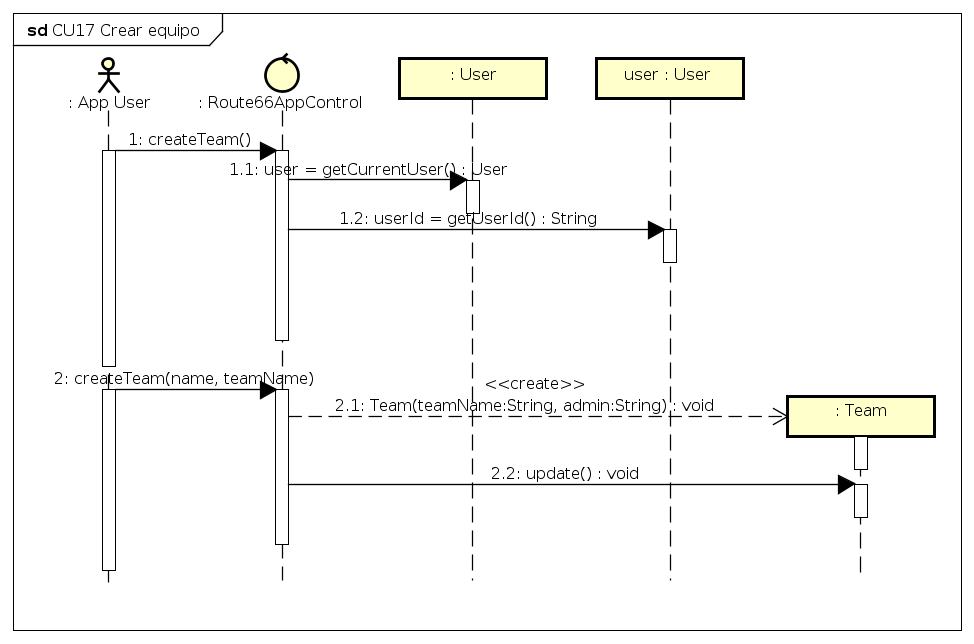 sd CU17 Crear equipo
: App User
: Route66AppControl
: User
user : User
1: createTeam()
1.1: user = getCurrentUser() : User
1.2: userId = getUserId() : String
2: createTeam(name, teamName)
<<create>>
2.1: Team(teamName:String, admin:String) : void
: Team
2.2: update() : void